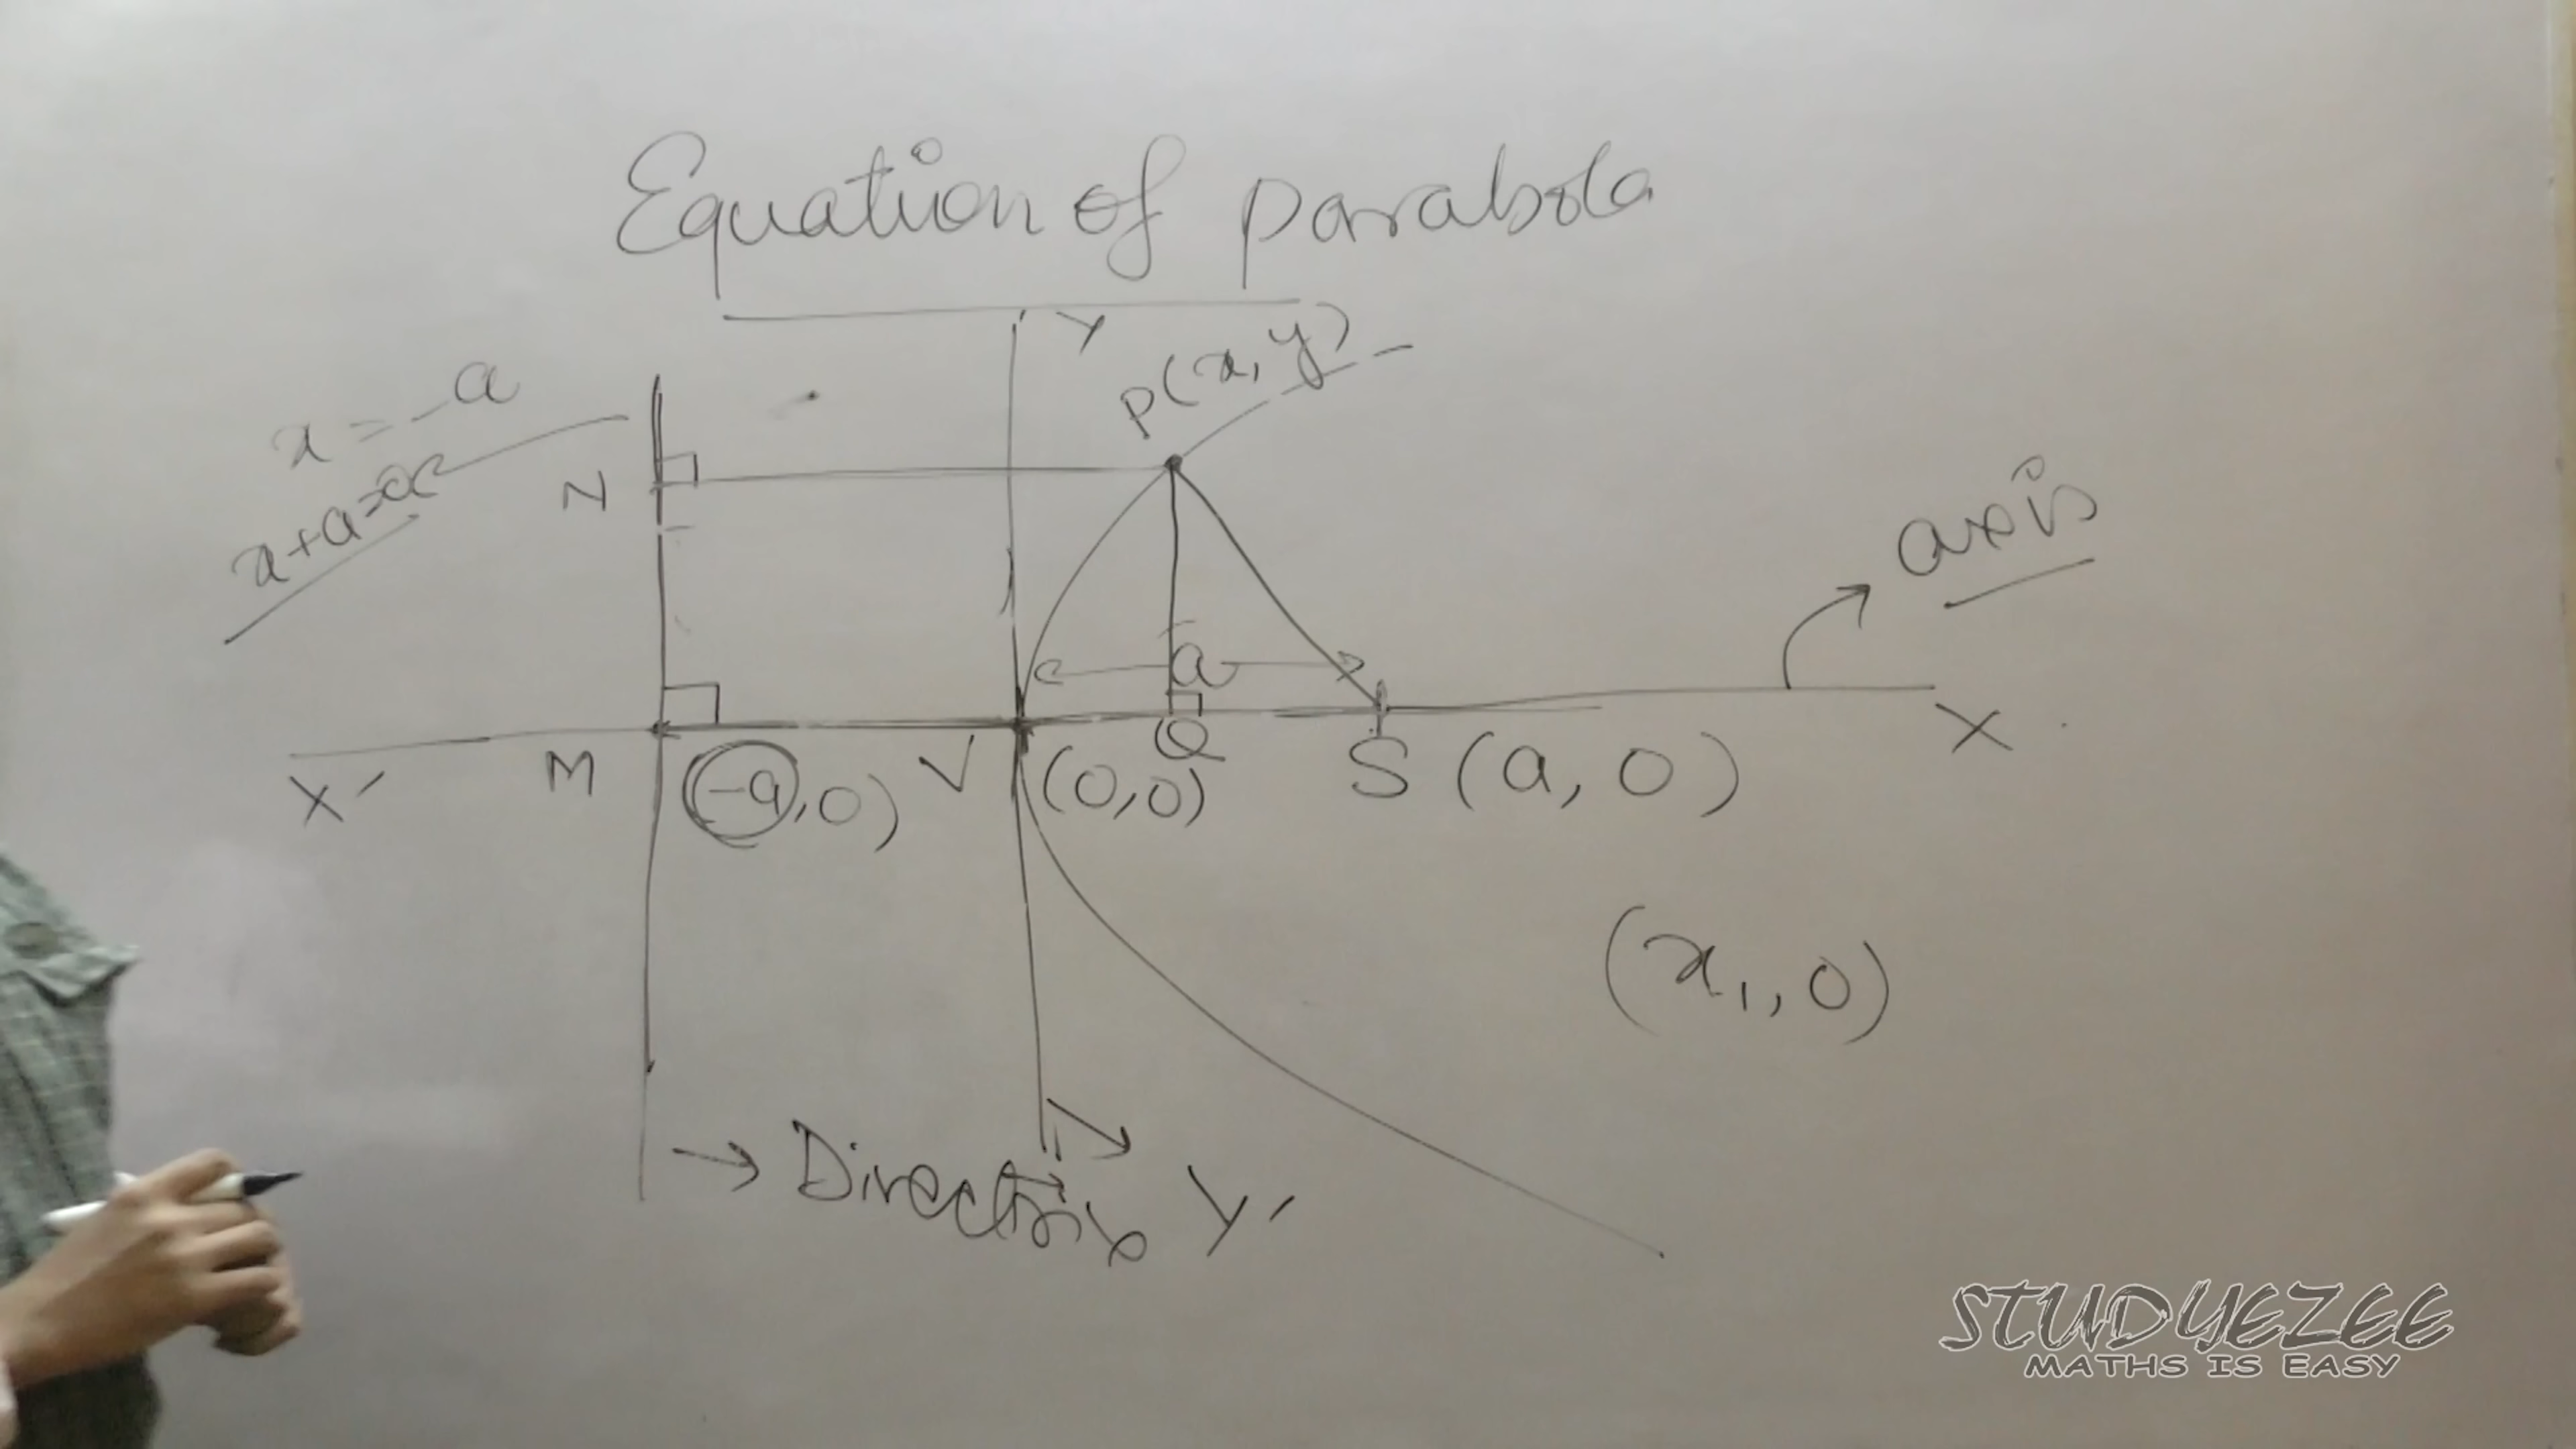 Equation of parabola
Y
P(x, y)
x = -a
x+a=0
N
axis
a
M
(-a, 0)
V
(0,0)
Q
S (a, 0)
X
X'
(x₁, 0)
→ Directrix
Y'
STUDYEZEE
MATHS IS EASY